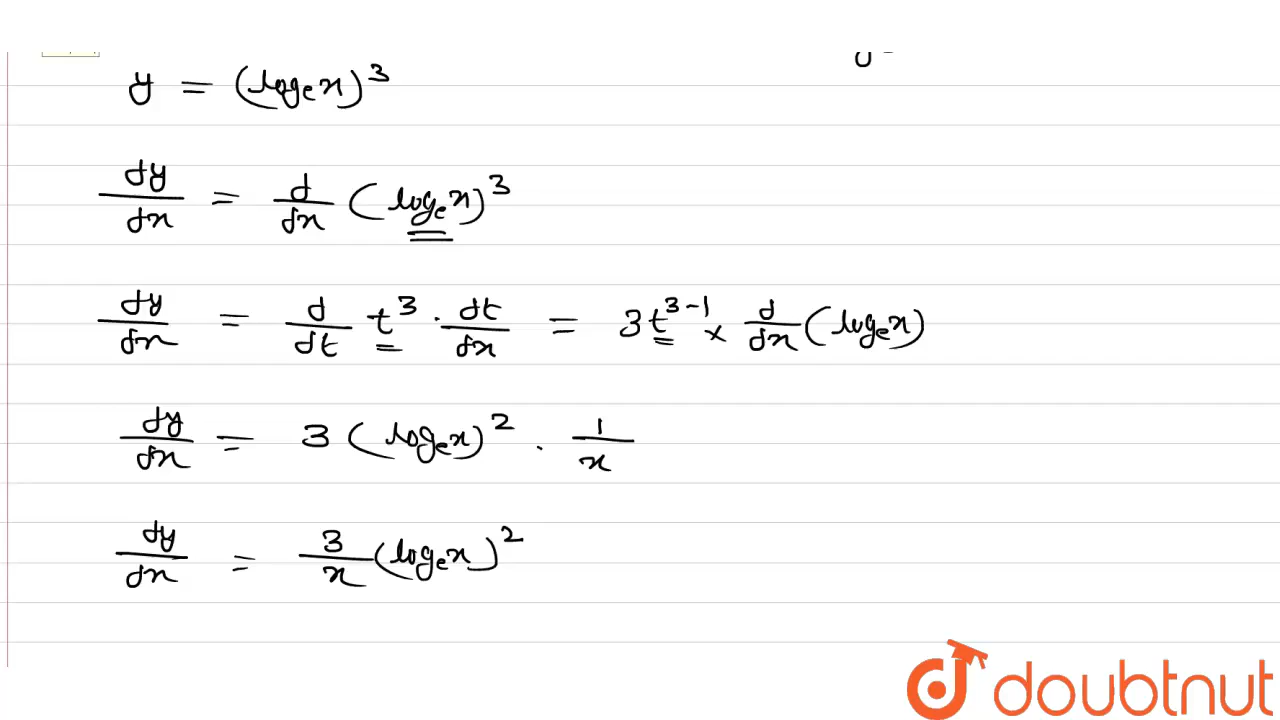 y = (logₑx)³
dy/dx = d/dx (logₑx)³
dy/dx = d/dt t³ · dt/dx = 3t³⁻¹ × d/dx (logₑx)
dy/dx = 3 (logₑx)² · 1/x
dy/dx = 3/x (logₑx)²
doubtnut